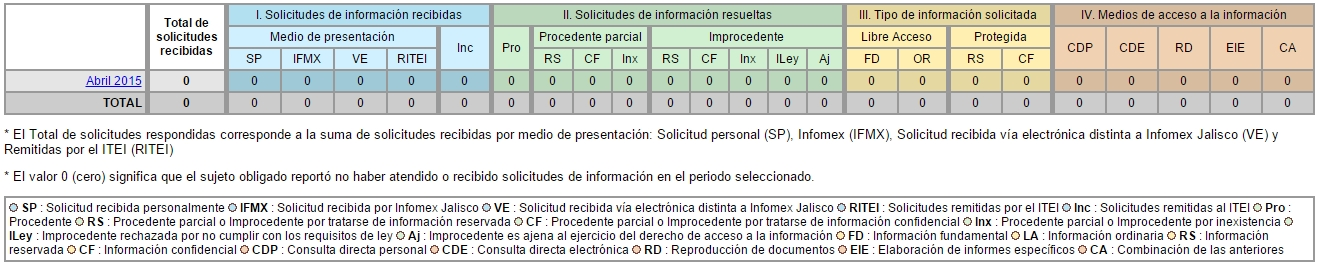 Total de solicitudes recibidas
I. Solicitudes de información recibidas
II. Solicitudes de información resueltas
III. Tipo de información solicitada
IV. Medios de acceso a la información
Medio de presentación
Inc
Pro
Procedente parcial
Improcedente
Libre Acceso
Protegida
CDP CDE RD EIE CA
SP IFMX VE RITEI
RS CF Inx RS CF Inx ILey Aj FD OR RS CF
Abril 2015 0 0 0 0 0 0 0 0 0 0 0 0 0 0 0 0 0 0 0 0 0 0 0 0
TOTAL 0 0 0 0 0 0 0 0 0 0 0 0 0 0 0 0 0 0 0 0 0 0 0 0
* El Total de solicitudes respondidas corresponde a la suma de solicitudes recibidas por medio de presentación: Solicitud personal (SP), Infomex (IFMX), Solicitud recibida vía electrónica distinta a Infomex Jalisco (VE) y
Remitidas por el ITEI (RITEI)
* El valor 0 (cero) significa que el sujeto obligado reportó no haber atendido o recibido solicitudes de información en el periodo seleccionado.
SP : Solicitud recibida personalmente IFMX : Solicitud recibida por Infomex Jalisco VE : Solicitud recibida vía electrónica distinta a Infomex Jalisco RITEI : Solicitudes remitidas por el ITEI Inc : Solicitudes remitidas al ITEI Pro :
Procedente RS : Procedente parcial o Improcedente por tratarse de información reservada CF : Procedente parcial o Improcedente por tratarse de información confidencial Inx : Procedente parcial o Improcedente por inexistencia
ILey : Improcedente rechazada por no cumplir con los requisitos de ley Aj : Improcedente es ajena al ejercicio del derecho de acceso a la información FD : Información fundamental LA : Información ordinaria RS : Información
reservada CF : Información confidencial CDP : Consulta directa personal CDE : Consulta directa electrónica RD : Reproducción de documentos EIE : Elaboración de informes específicos CA : Combinación de las anteriores